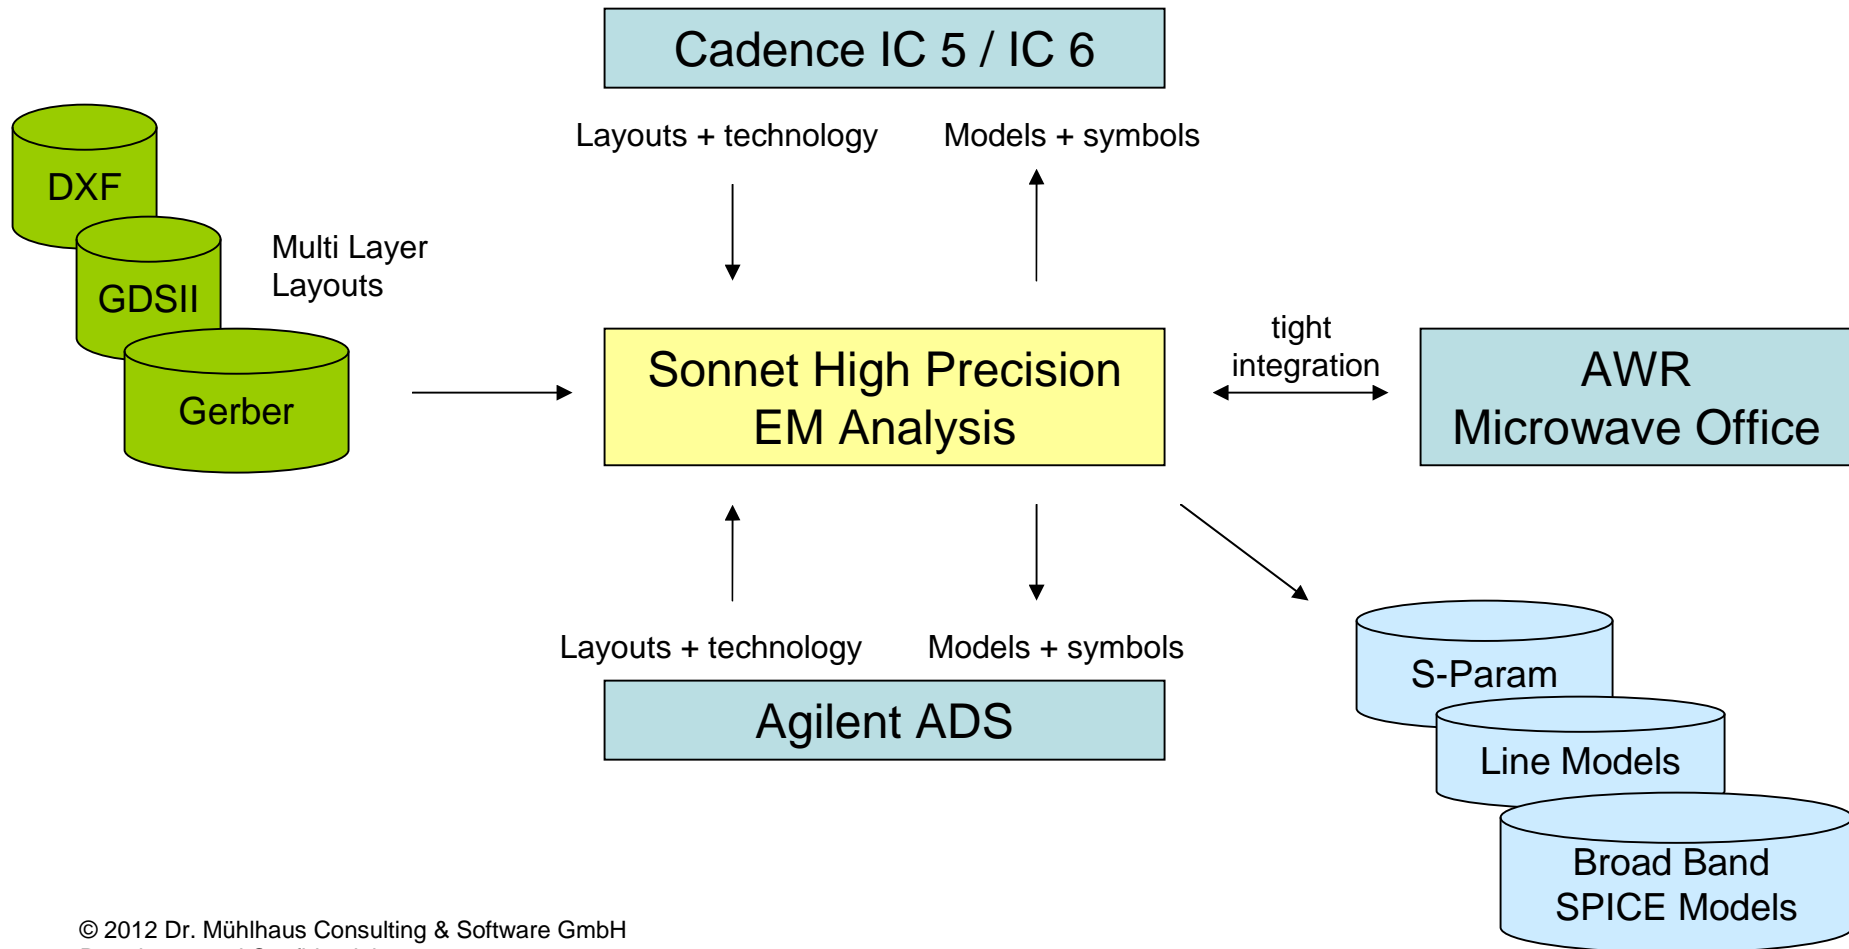 Cadence IC 5 / IC 6
Layouts + technology
Models + symbols
DXF
GDSII
Gerber
Multi Layer
Layouts
Sonnet High Precision
EM Analysis
tight
integration
AWR
Microwave Office
Layouts + technology
Models + symbols
Agilent ADS
S-Param
Line Models
Broad Band
SPICE Models
© 2012 Dr. Mühlhaus Consulting & Software GmbH